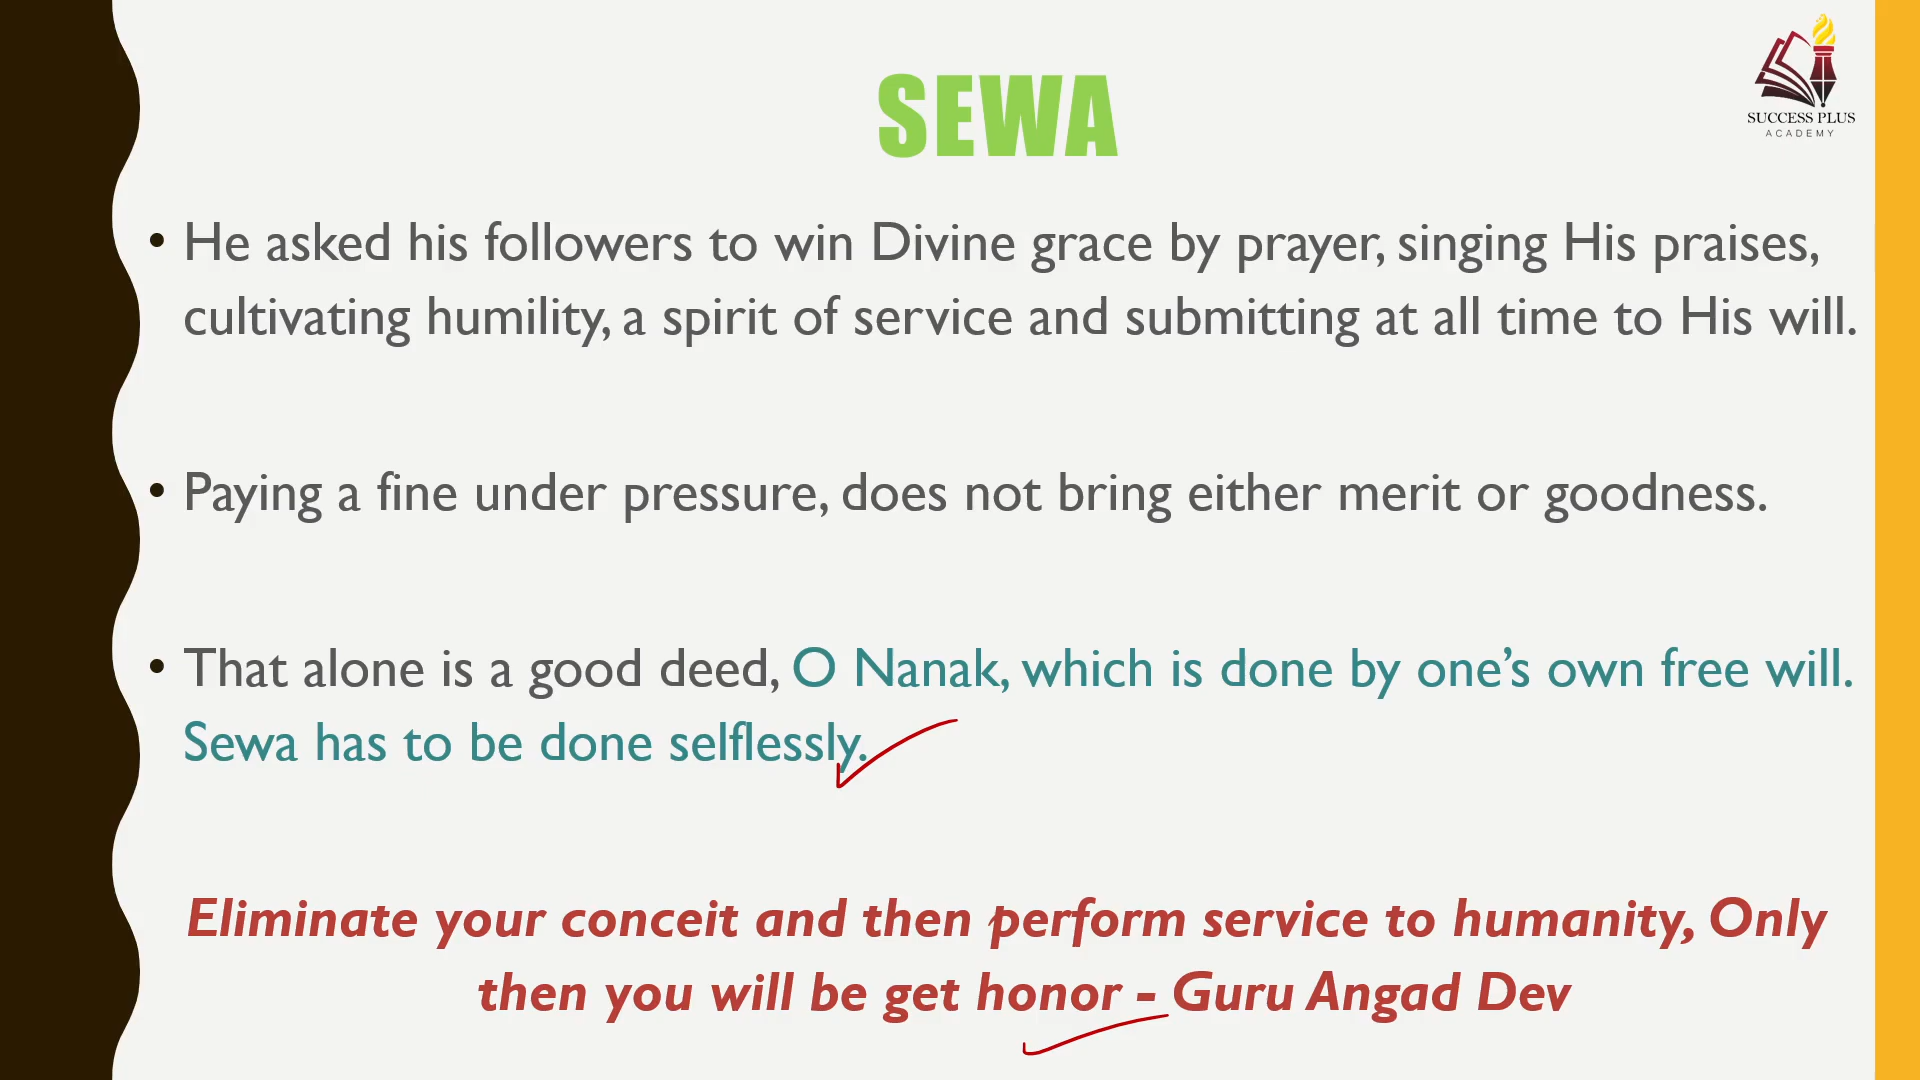 SUCCESS PLUS
ACADEMY
SEWA
• He asked his followers to win Divine grace by prayer, singing His praises,
cultivating humility, a spirit of service and submitting at all time to His will.
• Paying a fine under pressure, does not bring either merit or goodness.
• That alone is a good deed, O Nanak, which is done by one’s own free will.
Sewa has to be done selflessly.
Eliminate your conceit and then perform service to humanity, Only
then you will be get honor - Guru Angad Dev